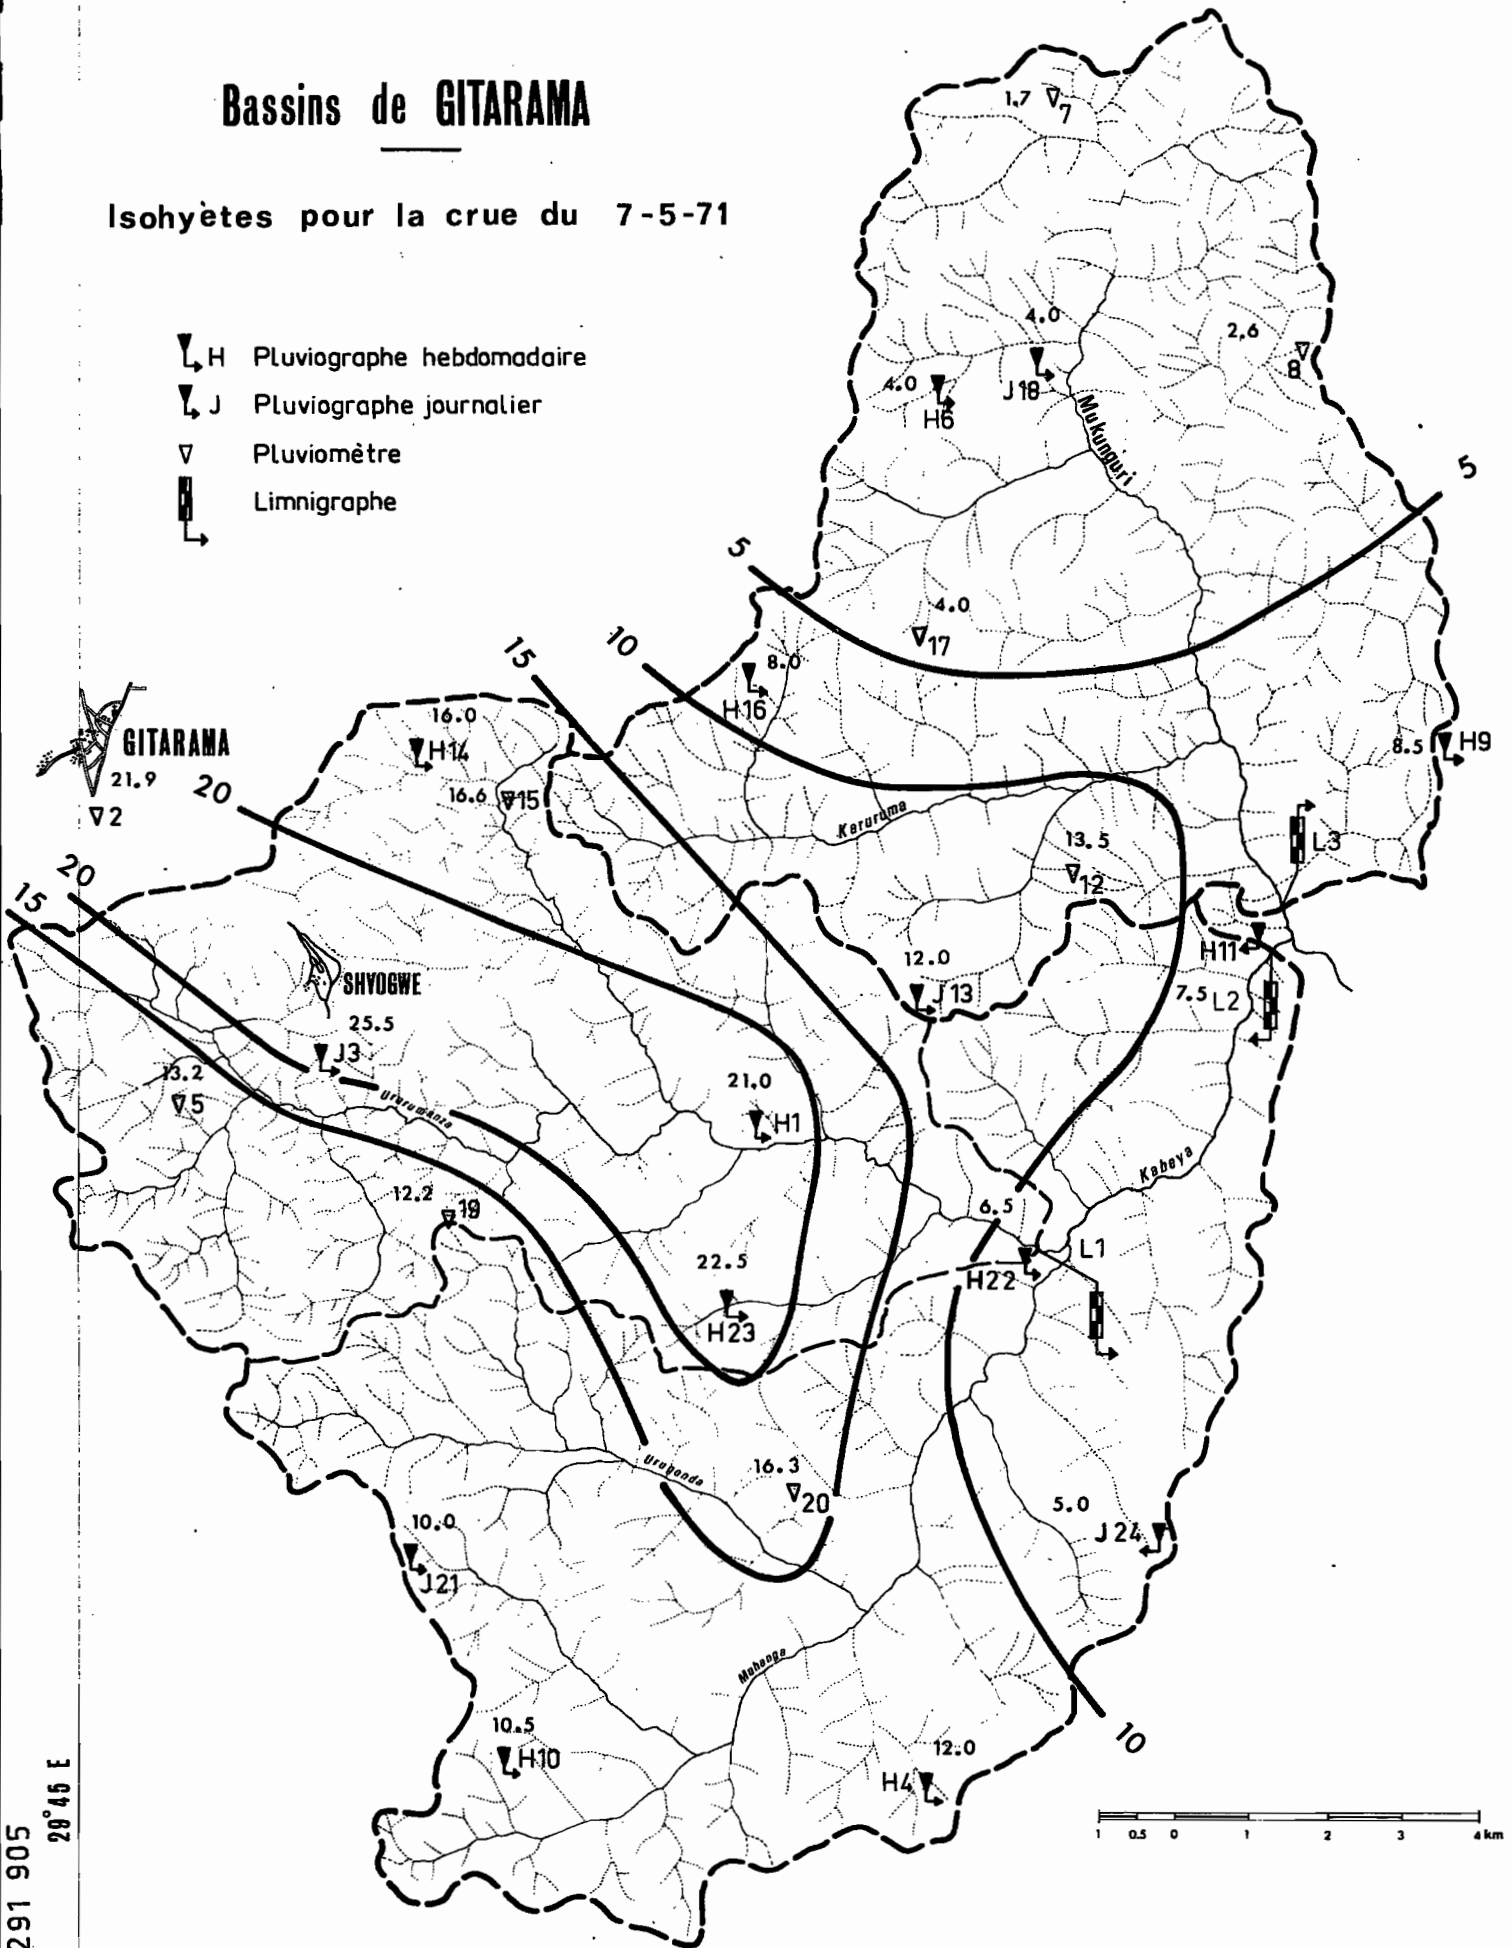 Bassins de GITARAMA
Isohyètes pour la crue du 7-5-71
H Pluviographe hebdomadaire
J Pluviographe journalier
Pluviomètre
Limnigraphe
1.7
7
4.0
J18
2.6
8
4.0
H6
Mukunguri
5
5
4.0
17
10
15
8.0
H16
16.0
H14
GITARAMA
21.9
2
20
16.6
15
8.5
H9
Karuruma
13.5
12
L3
20
15
H11
SHYOGWE
12.0
J13
7.5
L2
25.5
J3
13.2
5
21.0
H1
Ururumanza
Kabeya
12.2
19
6.5
L1
22.5
H23
H22
Urubonda
16.3
20
5.0
J24
10.0
J21
Muhanga
10.5
H10
12.0
H4
10
1 0.5 0 1 2 3 4 km
29°45 E
291 905